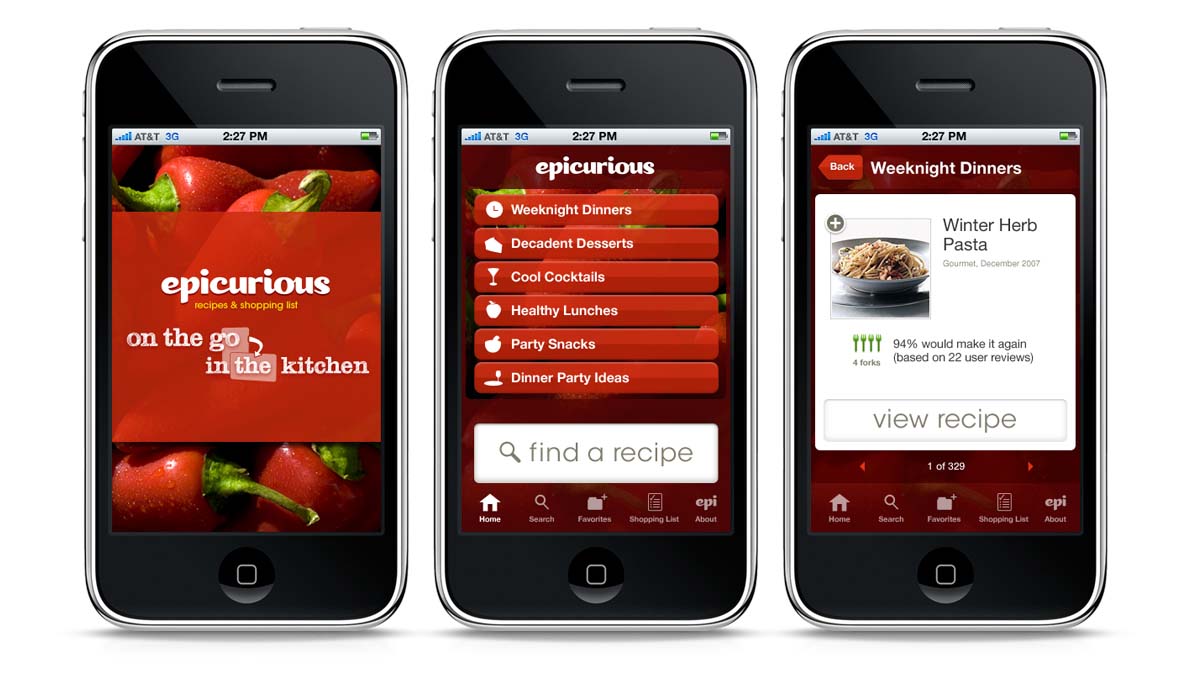 AT&T 3G 2:27 PM
epicurious
recipes & shopping list
on the go
in the kitchen
AT&T 3G 2:27 PM
epicurious
Weeknight Dinners
Decadent Desserts
Cool Cocktails
Healthy Lunches
Party Snacks
Dinner Party Ideas
find a recipe
Home Search Favorites Shopping List epi About
AT&T 3G 2:27 PM
Back Weeknight Dinners
Winter Herb
Pasta
Gourmet, December 2007
94% would make it again
(based on 22 user reviews)
4 forks
view recipe
1 of 329
Home Search Favorites Shopping List epi About